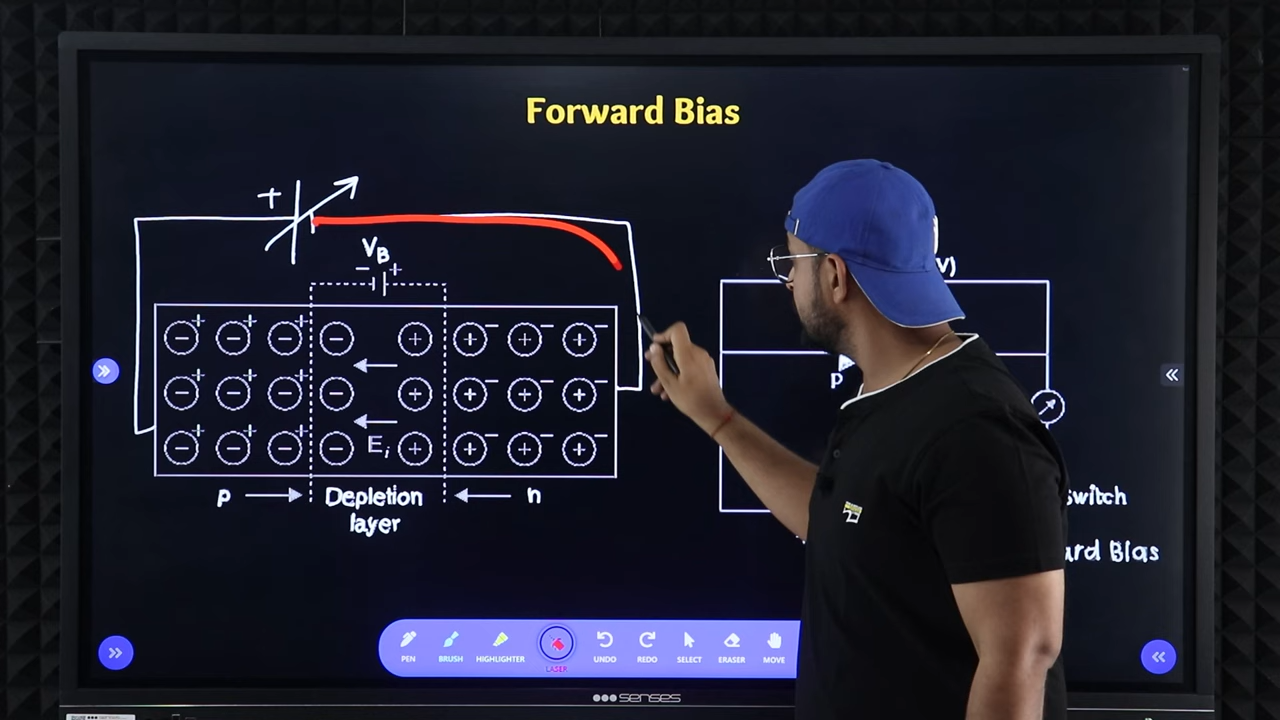 Forward Bias
+
V_B
− +
V)
E_i
p
p
Depletion
layer
n
switch
ard Bias
PEN BRUSH HIGHLIGHTER LASER UNDO REDO SELECT ERASER MOVE
senses